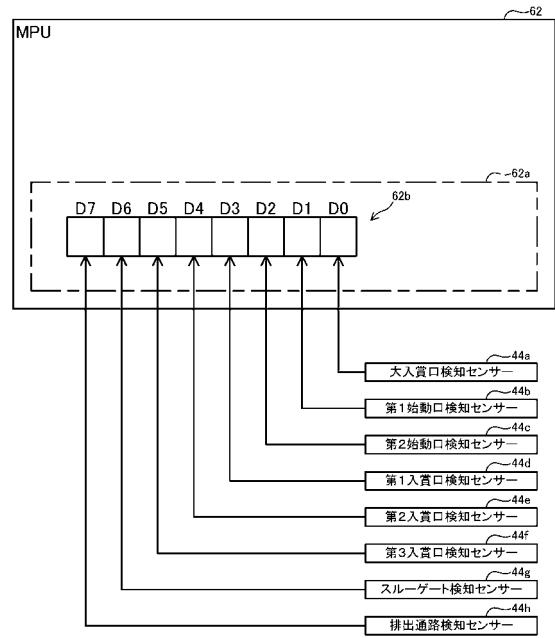 62
MPU
62a
D7 D6 D5 D4 D3 D2 D1 D0
62b
44a
大入賞口検知センサー
44b
第1始動口検知センサー
44c
第2始動口検知センサー
44d
第1入賞口検知センサー
44e
第2入賞口検知センサー
44f
第3入賞口検知センサー
44g
スルーゲート検知センサー
44h
排出通路検知センサー